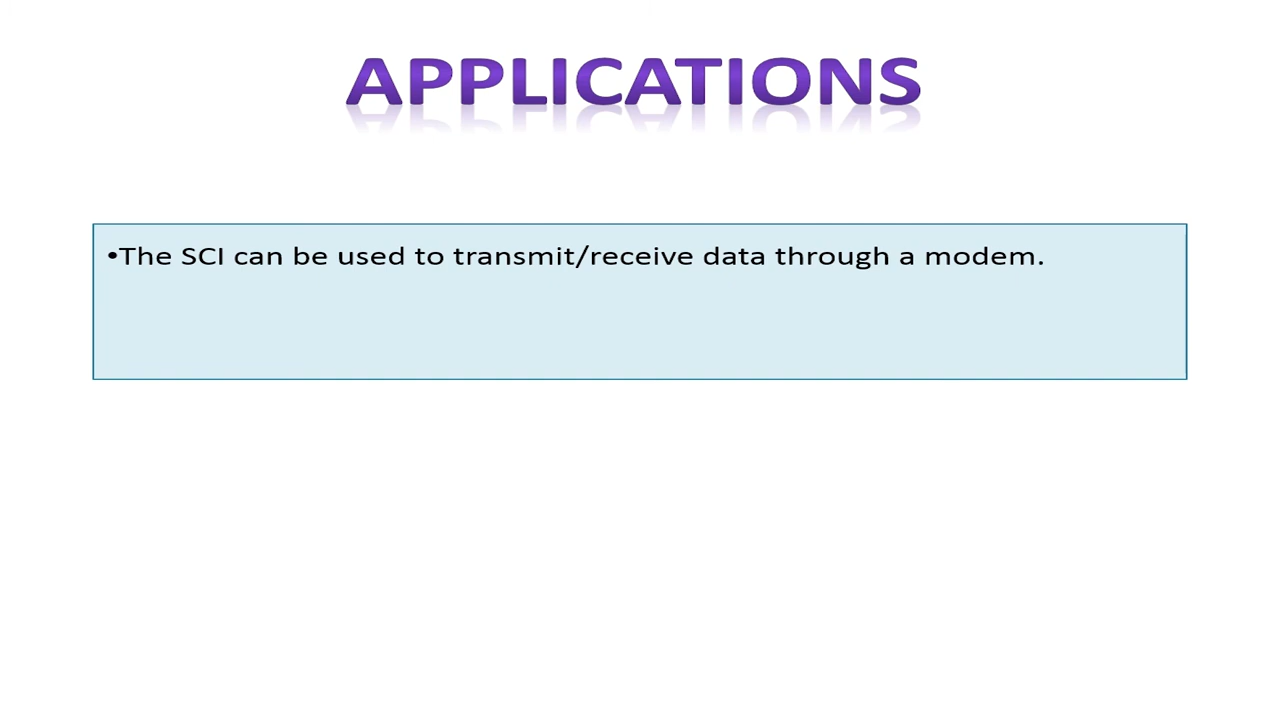 APPLICATIONS
•The SCI can be used to transmit/receive data through a modem.